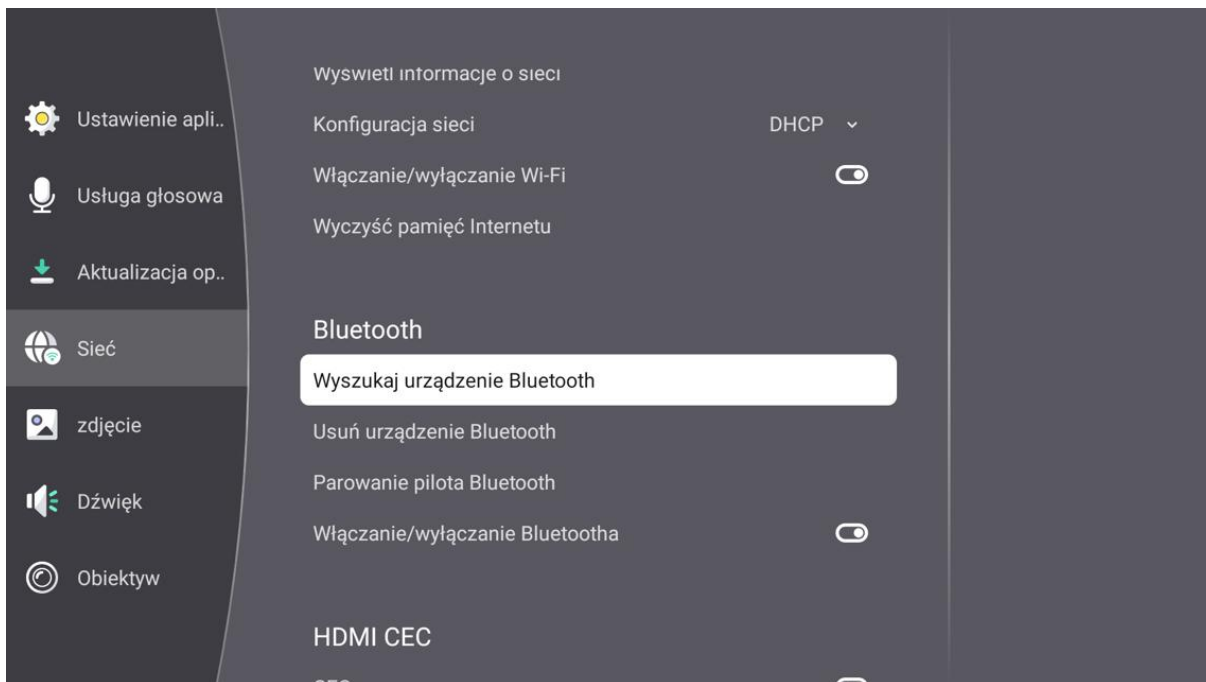 Wyświetl informacje o sieci
Ustawienie apli..
Konfiguracja sieci
DHCP
Włączanie/wyłączanie Wi-Fi
Usługa głosowa
Wyczyść pamięć Internetu
Aktualizacja op..
Bluetooth
Sieć
Wyszukaj urządzenie Bluetooth
zdjęcie
Usuń urządzenie Bluetooth
Parowanie pilota Bluetooth
Dźwięk
Włączanie/wyłączanie Bluetootha
Obiektyw
HDMI CEC